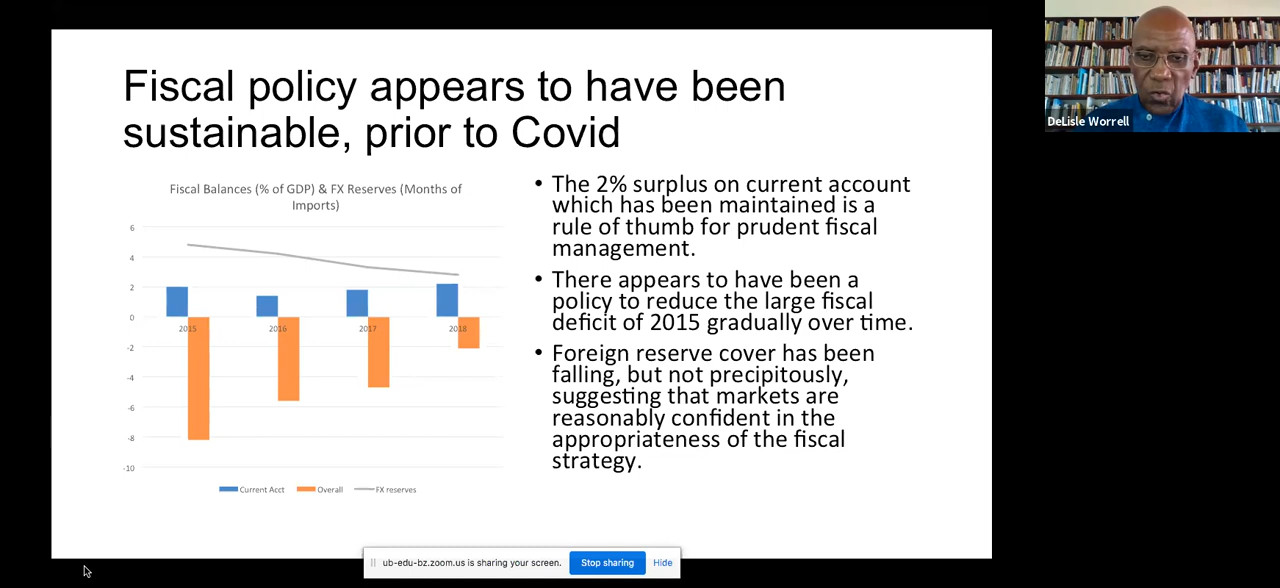 Fiscal policy appears to have been
sustainable, prior to Covid
DeLisle Worrell
Fiscal Balances (% of GDP) & FX Reserves (Months of
Imports)
6
4
2
0
-2
-4
-6
-8
-10
2015
2016
2017
2018
Current Acct
Overall
FX reserves
• The 2% surplus on current account
which has been maintained is a
rule of thumb for prudent fiscal
management.
• There appears to have been a
policy to reduce the large fiscal
deficit of 2015 gradually over time.
• Foreign reserve cover has been
falling, but not precipitously,
suggesting that markets are
reasonably confident in the
appropriateness of the fiscal
strategy.
ub-edu-bz.zoom.us is sharing your screen.
Stop sharing
Hide